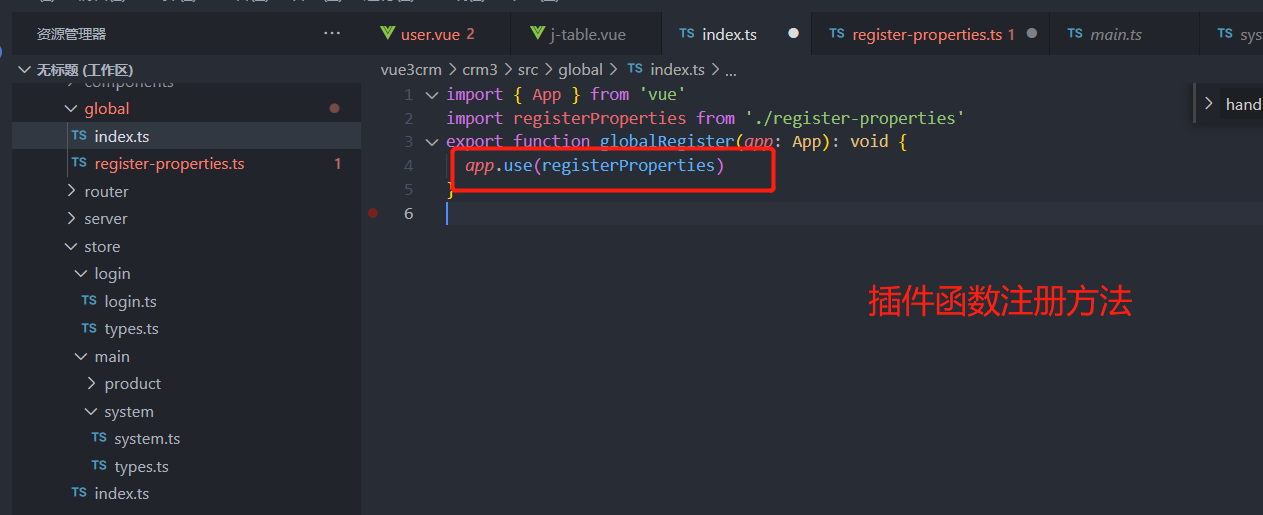 资源管理器 ···
user.vue 2
j-table.vue
TS index.ts ●
TS register-properties.ts 1 ●
TS main.ts
TS sys
无标题 (工作区)
vue3crm > crm3 > src > global > TS index.ts > ...
components
global
TS index.ts
TS register-properties.ts 1
router
server
store
login
TS login.ts
TS types.ts
main
product
system
TS system.ts
TS types.ts
TS index.ts
1 import { App } from 'vue'
2 import registerProperties from './register-properties'
3 export function globalRegister(app: App): void {
4 app.use(registerProperties)
5 }
6
> hand
插件函数注册方法